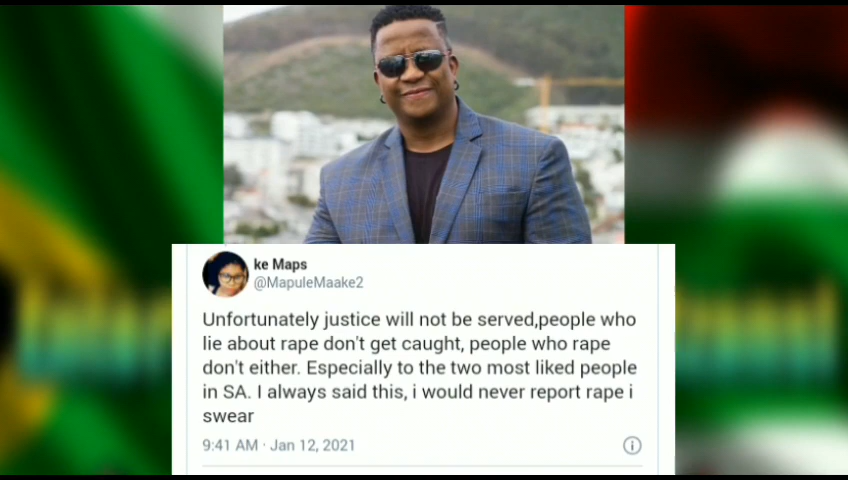 ke Maps
@MapuleMaake2
Unfortunately justice will not be served,people who
lie about rape don't get caught, people who rape
don't either. Especially to the two most liked people
in SA. I always said this, i would never report rape i
swear
9:41 AM · Jan 12, 2021